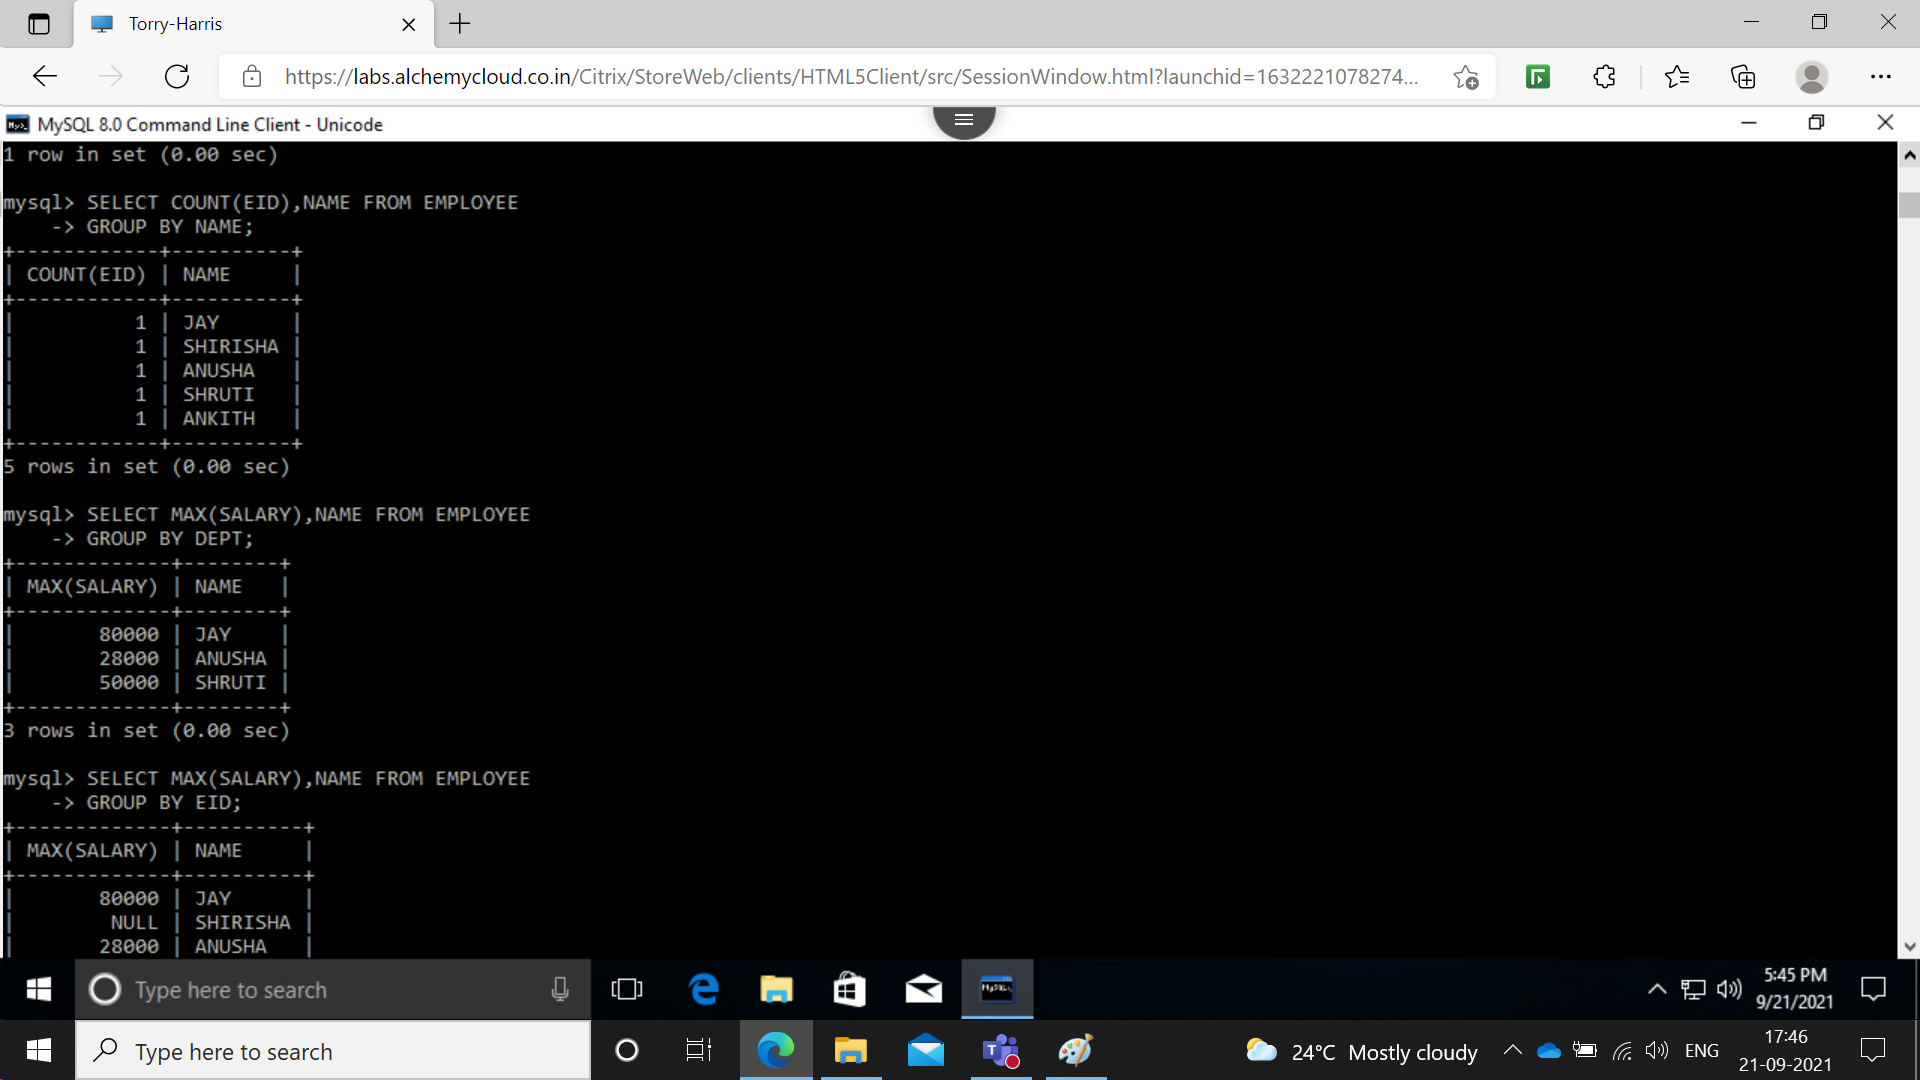 Torry-Harris
https://labs.alchemycloud.co.in/Citrix/StoreWeb/clients/HTML5Client/src/SessionWindow.html?launchid=1632221078274...
MySQL 8.0 Command Line Client - Unicode
1 row in set (0.00 sec)
mysql> SELECT COUNT(EID),NAME FROM EMPLOYEE
    -> GROUP BY NAME;
+------------+----------+
| COUNT(EID) | NAME     |
+------------+----------+
|          1 | JAY      |
|          1 | SHIRISHA |
|          1 | ANUSHA   |
|          1 | SHRUTI   |
|          1 | ANKITH   |
+------------+----------+
5 rows in set (0.00 sec)
mysql> SELECT MAX(SALARY),NAME FROM EMPLOYEE
    -> GROUP BY DEPT;
+-------------+--------+
| MAX(SALARY) | NAME   |
+-------------+--------+
|       80000 | JAY    |
|       28000 | ANUSHA |
|       50000 | SHRUTI |
+-------------+--------+
3 rows in set (0.00 sec)
mysql> SELECT MAX(SALARY),NAME FROM EMPLOYEE
    -> GROUP BY EID;
+-------------+----------+
| MAX(SALARY) | NAME     |
+-------------+----------+
|       80000 | JAY      |
|        NULL | SHIRISHA |
|       28000 | ANUSHA   |
Type here to search
5:45 PM
9/21/2021
Type here to search
24°C Mostly cloudy
ENG
17:46
21-09-2021